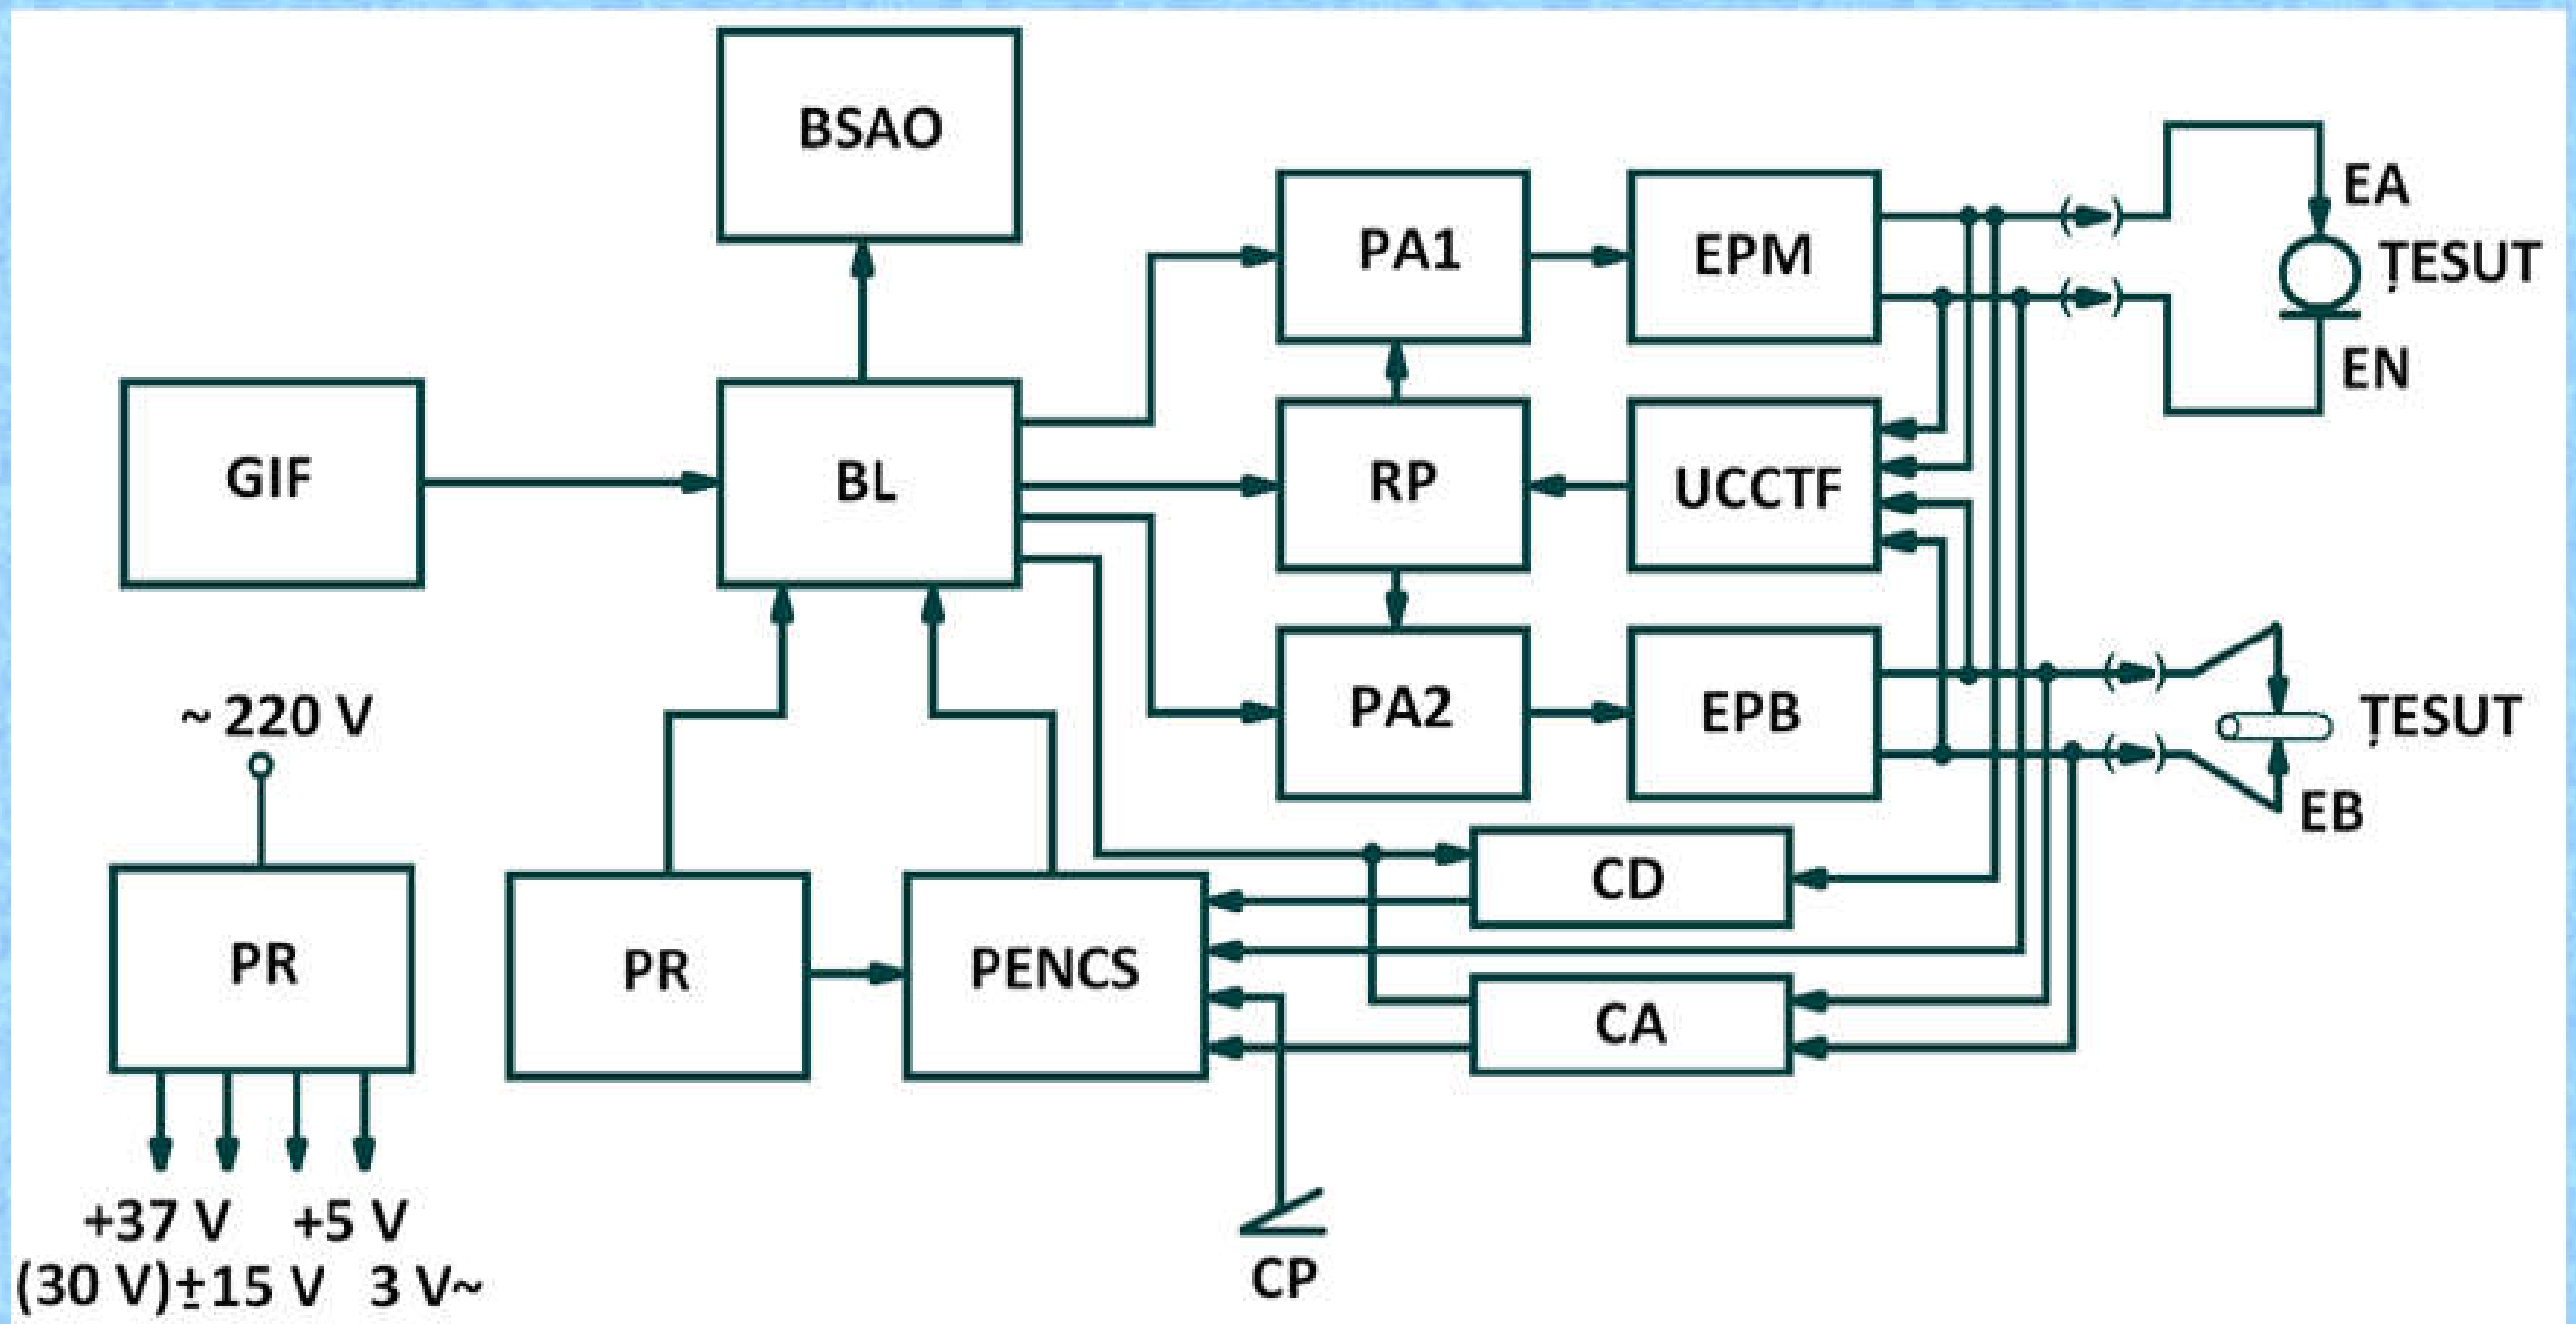 BSAO
EA
PA1
EPM
ȚESUT
EN
GIF
BL
RP
UCCTF
~ 220 V
PA2
EPB
ȚESUT
EB
CD
PR
PR
PENCS
CA
+37 V +5 V
(30 V)±15 V 3 V~
CP